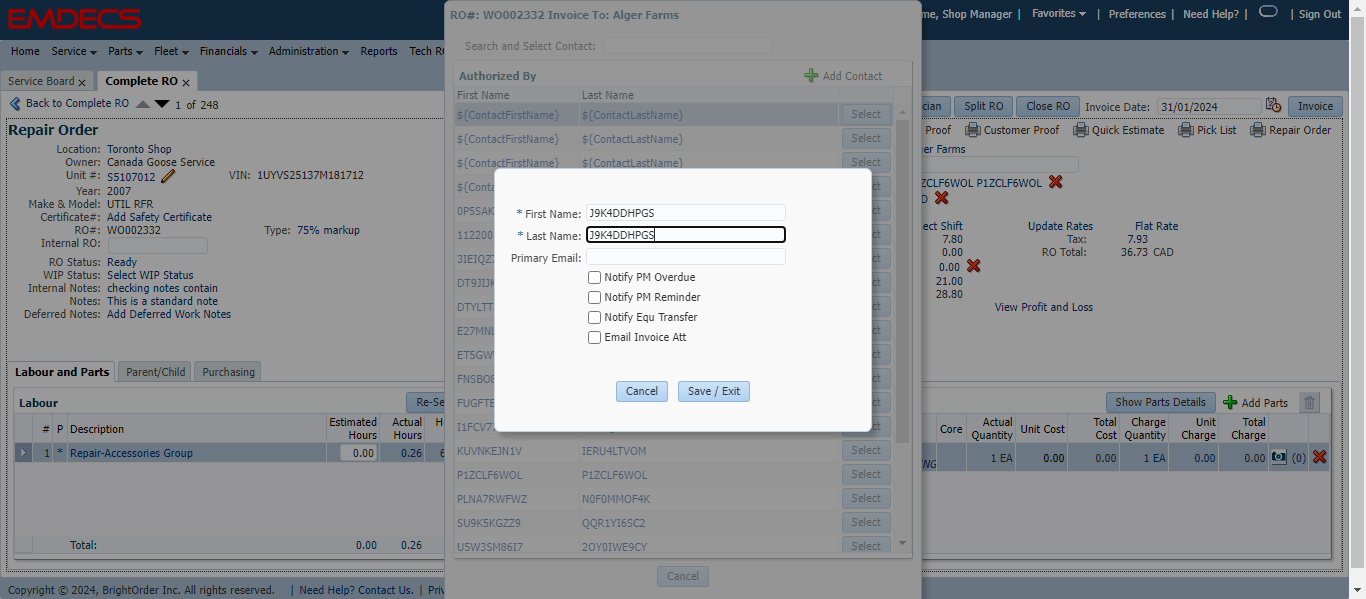 EMDECS
RO#: WO002332 Invoice To: Alger Farms
me, Shop Manager | Favorites | Preferences | Need Help? | | Sign Out
Home Service Parts Fleet Financials Administration Reports Tech RO
Search and Select Contact:
Service Board x Complete RO x
Authorized By Add Contact
Back to Complete RO 1 of 248
First Name Last Name
cian Split RO Close RO Invoice Date: 31/01/2024 Invoice
${ContactFirstName} ${ContactLastName} Select
Repair Order
Proof Customer Proof Quick Estimate Pick List Repair Order
${ContactFirstName} ${ContactLastName} Select
Location: Toronto Shop
er Farms
Owner: Canada Goose Service
${ContactFirstName} ${ContactLastName} Select
Unit #: S5107012 VIN: 1UYVS25137M181712
ZCLF6WOL P1ZCLF6WOL
Year: 2007
${Conta ct
D
Make & Model: UTIL RFR
0P5SAK ct
Certificate#: Add Safety Certificate
* First Name: J9K4DDHPGS
RO#: WO002332 Type: 75% markup
ect Shift Update Rates Flat Rate
* Last Name: J9K4DDHPGS
112200 ct
7.80 Tax: 7.93
Internal RO:
0.00 RO Total: 36.73 CAD
Primary Email:
3IEIQZ ct
RO Status: Ready
0.00
WIP Status: Select WIP Status
Notify PM Overdue
DT9JIJK ct
21.00
Internal Notes: checking notes contain
28.80
Notify PM Reminder
Notes: This is a standard note
DTYLTT ct
View Profit and Loss
Deferred Notes: Add Deferred Work Notes
Notify Equ Transfer
E27MNL ct
Email Invoice Att
ET5GW ct
Labour and Parts Parent/Child Purchasing
FNSBO8 ct
Cancel Save / Exit
Labour Re-Se
FUGFTE ct
Show Parts Details Add Parts
I1FCV7 ct
# P Description Estimated Hours Actual Hours H
Core Actual Quantity Unit Cost Total Cost Charge Quantity Unit Charge Total Charge
KUVNKEJN1V IERU4LTVOM Select
1 * Repair-Accessories Group 0.00 0.26 6
NG 1 EA 0.00 0.00 1 EA 0.00 0.00 (0)
P1ZCLF6WOL P1ZCLF6WOL Select
PLNA7RWFWZ N0F0MMOF4K Select
SU9K5KGZZ9 QQR1YI6SC2 Select
Total: 0.00 0.26
U5W3SM86I7 2OY0IWE9CY Select
Cancel
Copyright © 2024, BrightOrder Inc. All rights reserved. | Need Help? Contact Us. | Priv